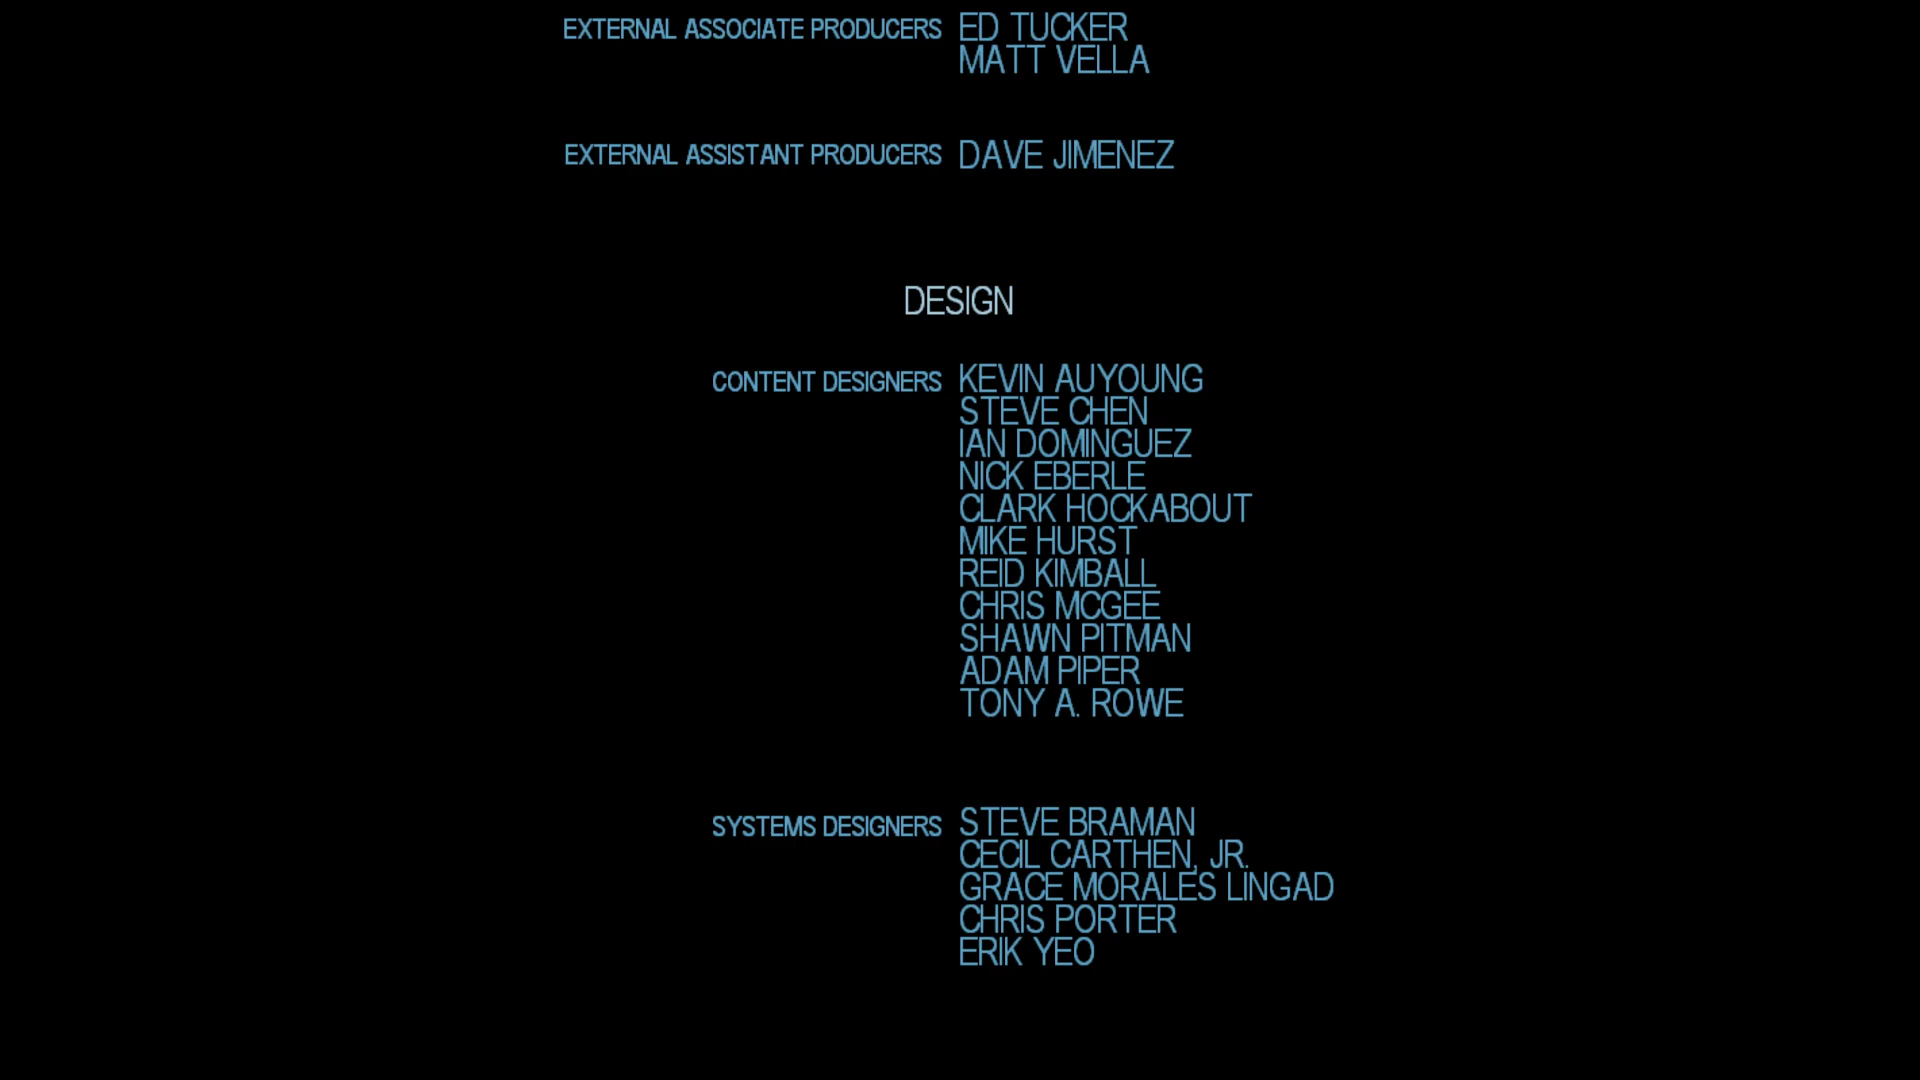 EXTERNAL ASSOCIATE PRODUCERS ED TUCKER
MATT VELLA
EXTERNAL ASSISTANT PRODUCERS DAVE JIMENEZ
DESIGN
CONTENT DESIGNERS KEVIN AUYOUNG
STEVE CHEN
IAN DOMINGUEZ
NICK EBERLE
CLARK HOCKABOUT
MIKE HURST
REID KIMBALL
CHRIS MCGEE
SHAWN PITMAN
ADAM PIPER
TONY A. ROWE
SYSTEMS DESIGNERS STEVE BRAMAN
CECIL CARTHEN, JR.
GRACE MORALES LINGAD
CHRIS PORTER
ERIK YEO